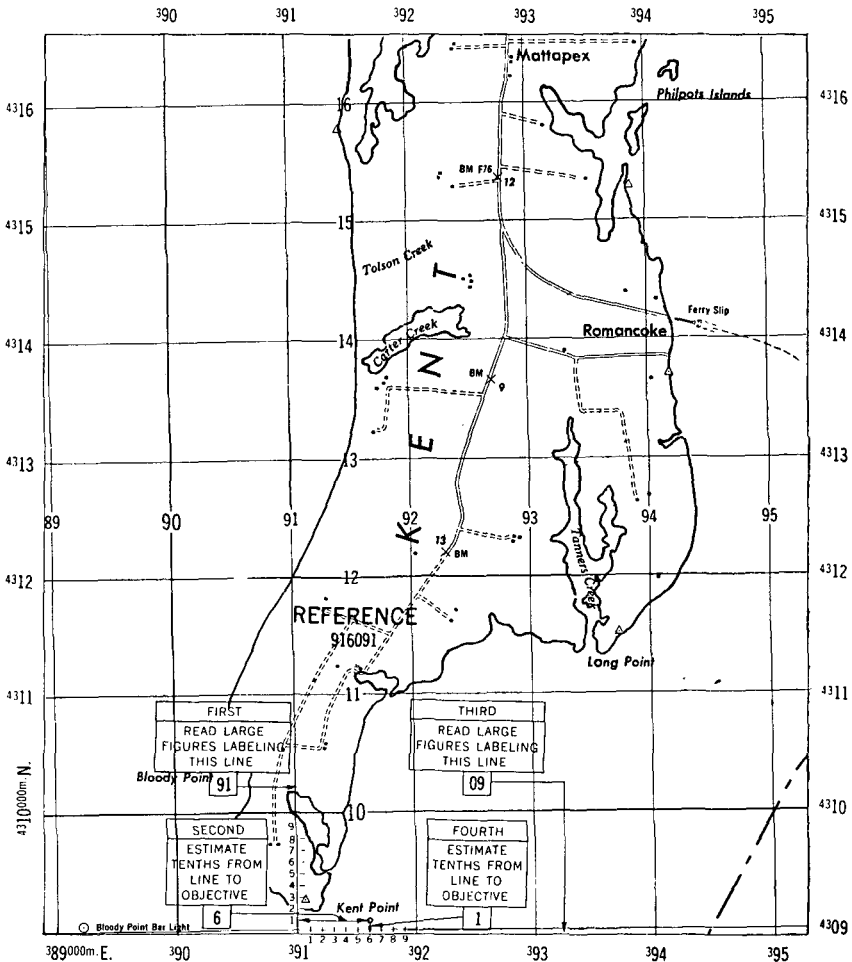 390 391 392 393 394 395
Mattapex
Philpots Islands
4316 16 4316
BM F76
12
4315 15 4315
Tolson Creek
T
Ferry Slip
Romancoke
4314 14 4314
Carter Creek
N
BM
9
E
4313 13 4313
89 90 91 92 93 94 95
K
13
BM
Tanners Creek
4312 12 4312
REFERENCE
916091
Long Point
4311 11 4311
FIRST
READ LARGE
FIGURES LABELING
THIS LINE
91
THIRD
READ LARGE
FIGURES LABELING
THIS LINE
09
Bloody Point
4310000m. N. 10 4310
SECOND
ESTIMATE
TENTHS FROM
LINE TO
OBJECTIVE
6
FOURTH
ESTIMATE
TENTHS FROM
LINE TO
OBJECTIVE
1
9
8
7
6
5
4
3
2
1
Kent Point
Bloody Point Bar Light
4309
1 2 3 4 5 6 7 8 9
389000m. E. 390 391 392 393 394 395